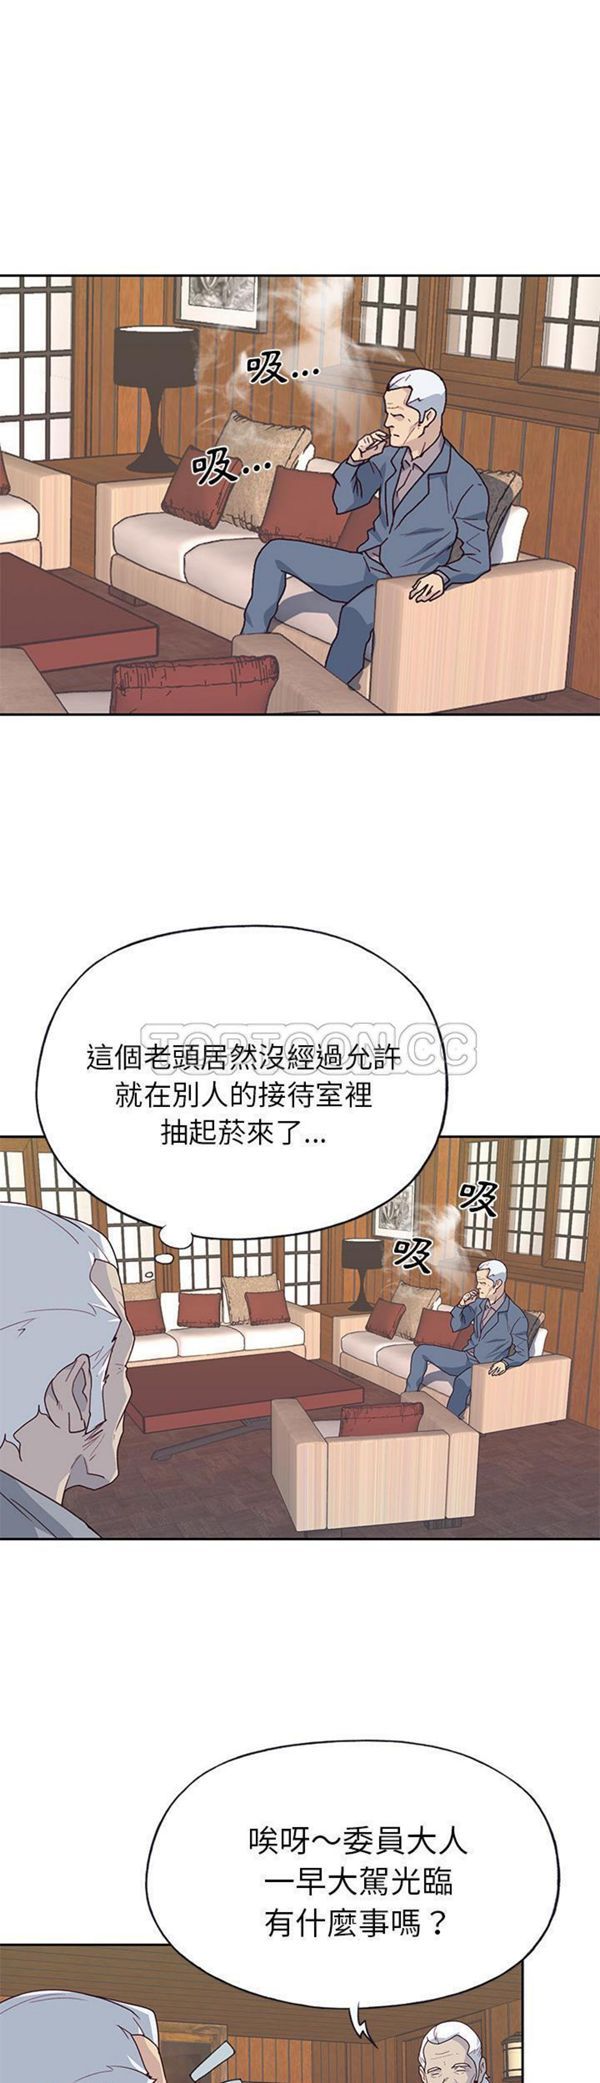 吸...
吸...
這個老頭居然沒經過允許
就在別人的接待室裡
抽起菸來了...
TOPTOON.CC
吸
吸
唉呀～委員大人
一早大駕光臨
有什麼事嗎？